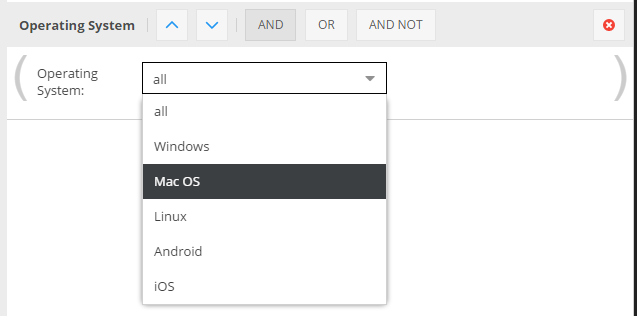 Operating System AND OR AND NOT
( Operating System: all )
all
Windows
Mac OS
Linux
Android
iOS